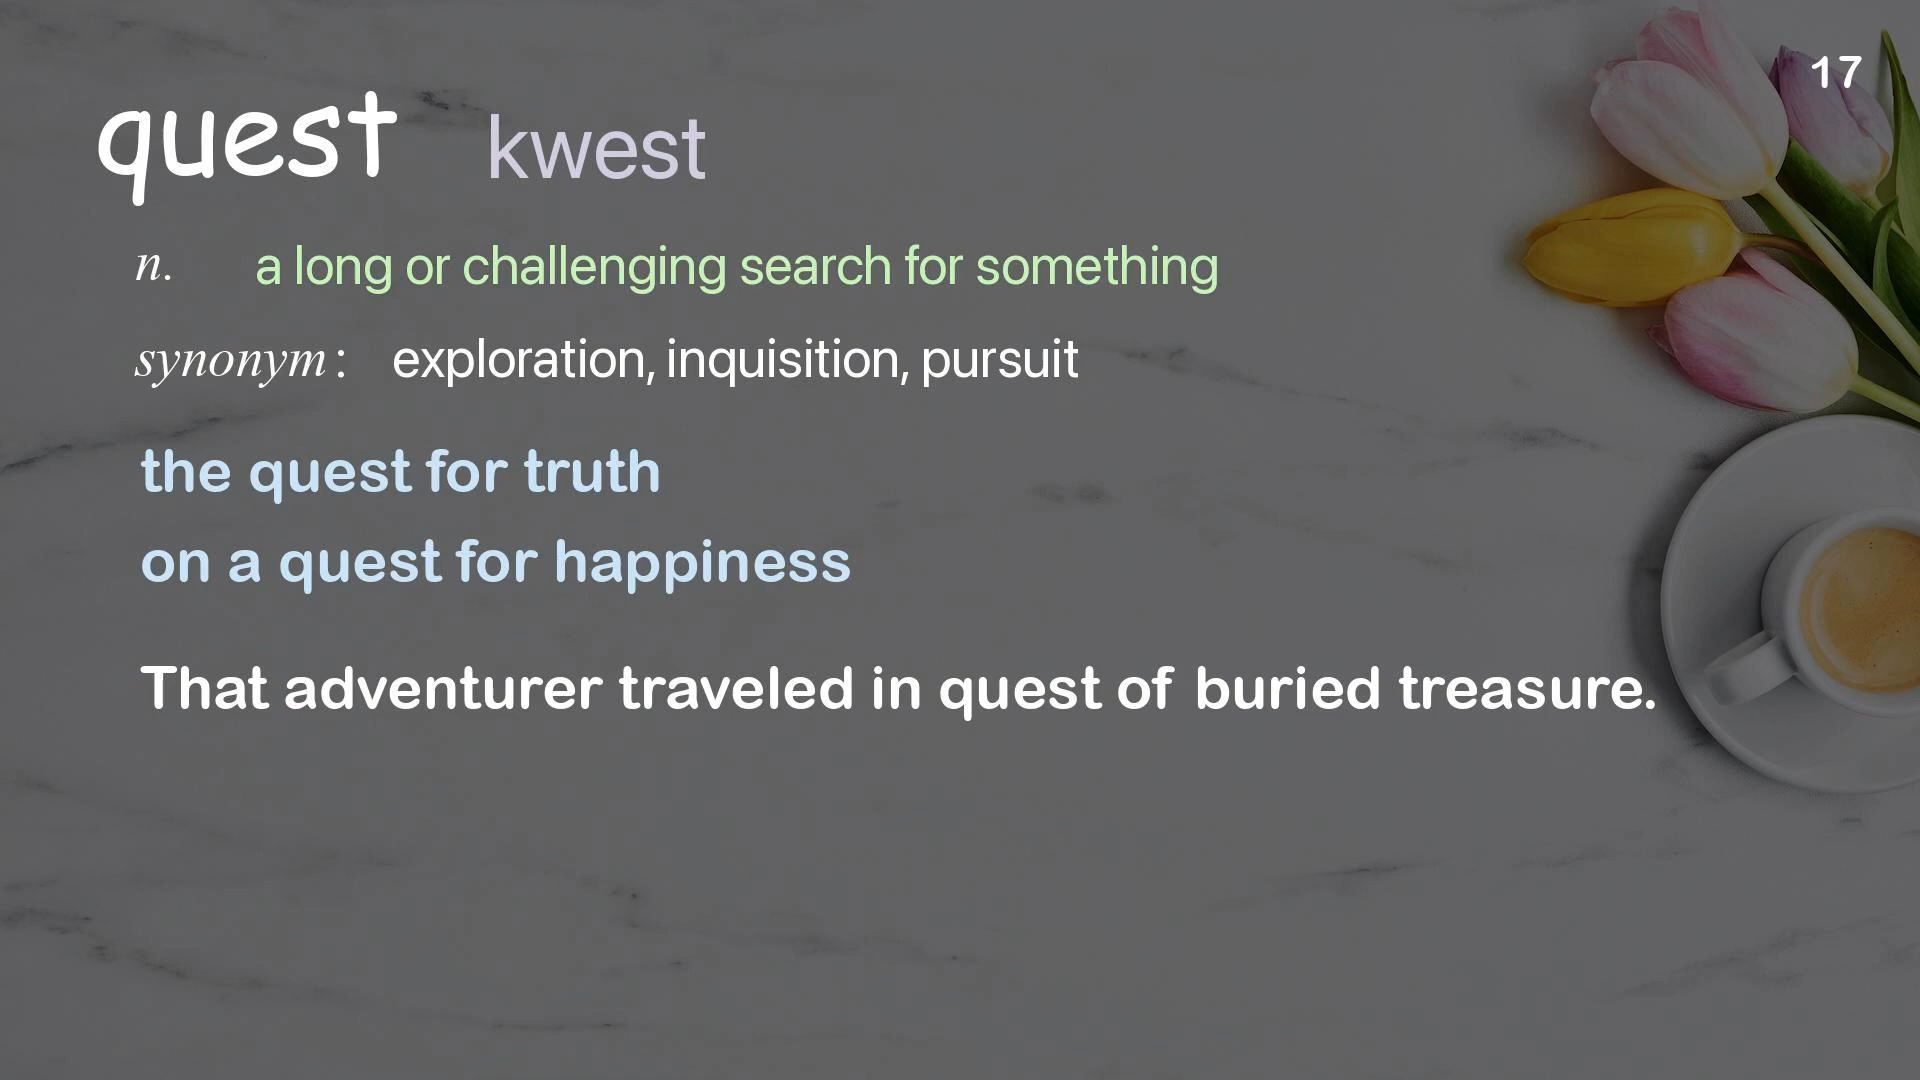 17
quest kwest
n. a long or challenging search for something
synonym: exploration, inquisition, pursuit
the quest for truth
on a quest for happiness
That adventurer traveled in quest of buried treasure.